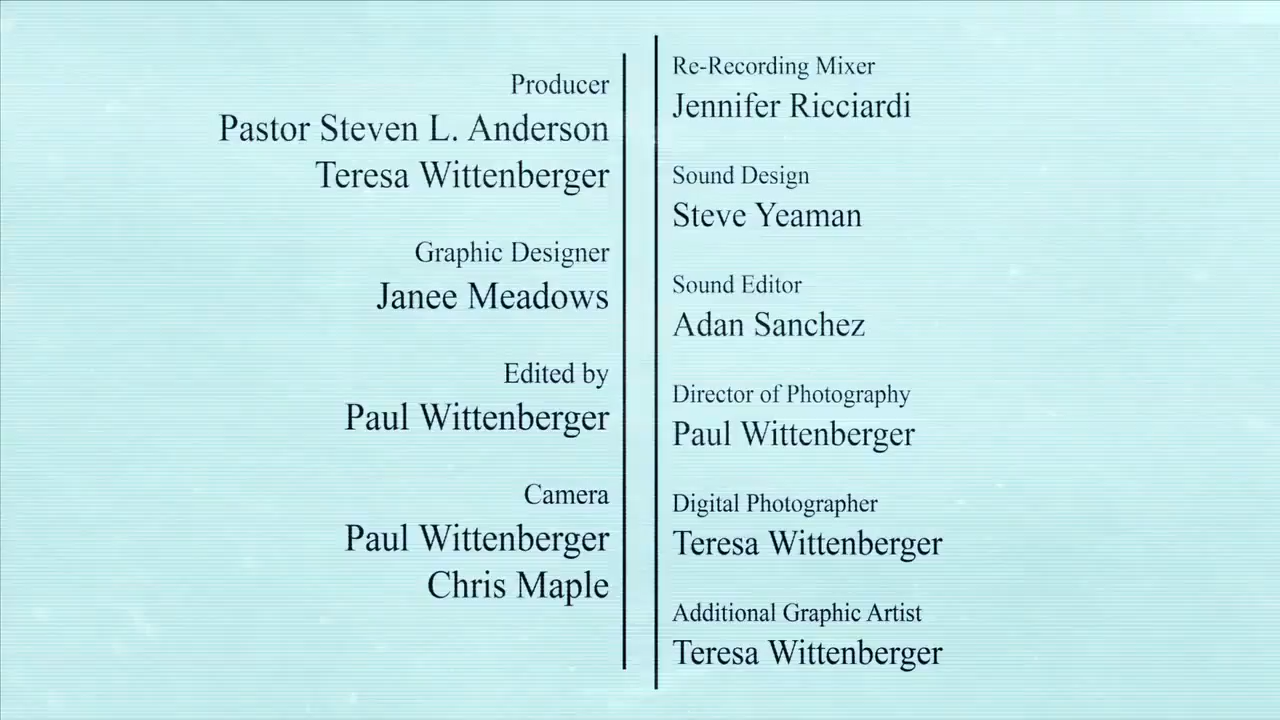 Producer
Pastor Steven L. Anderson
Teresa Wittenberger
Graphic Designer
Janee Meadows
Edited by
Paul Wittenberger
Camera
Paul Wittenberger
Chris Maple
Re-Recording Mixer
Jennifer Ricciardi
Sound Design
Steve Yeaman
Sound Editor
Adan Sanchez
Director of Photography
Paul Wittenberger
Digital Photographer
Teresa Wittenberger
Additional Graphic Artist
Teresa Wittenberger